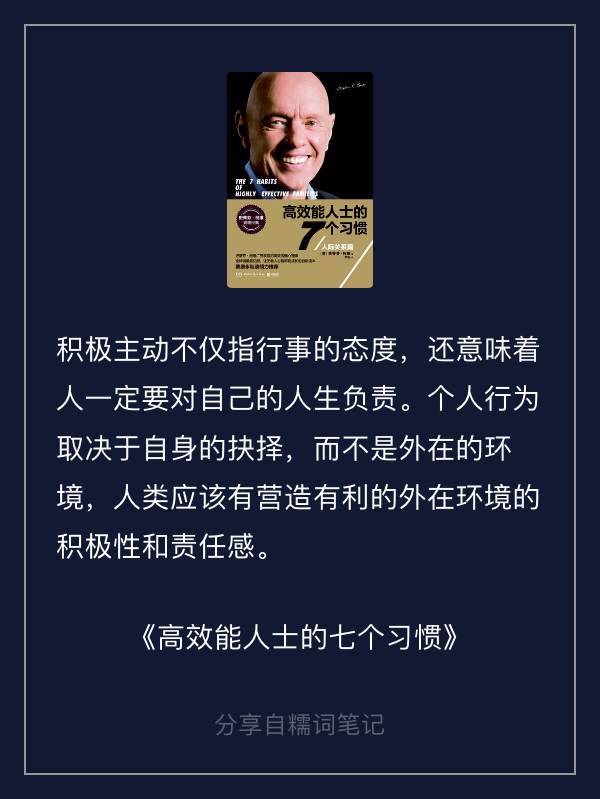 THE 7 HABITS
OF
HIGHLY EFFECTIVE FAMILIES
高效能人士的
7个习惯
人际关系篇
积极主动不仅指行事的态度，还意味着
人一定要对自己的人生负责。个人行为
取决于自身的抉择，而不是外在的环
境，人类应该有营造有利的外在环境的
积极性和责任感。
《高效能人士的七个习惯》
分享自糯词笔记